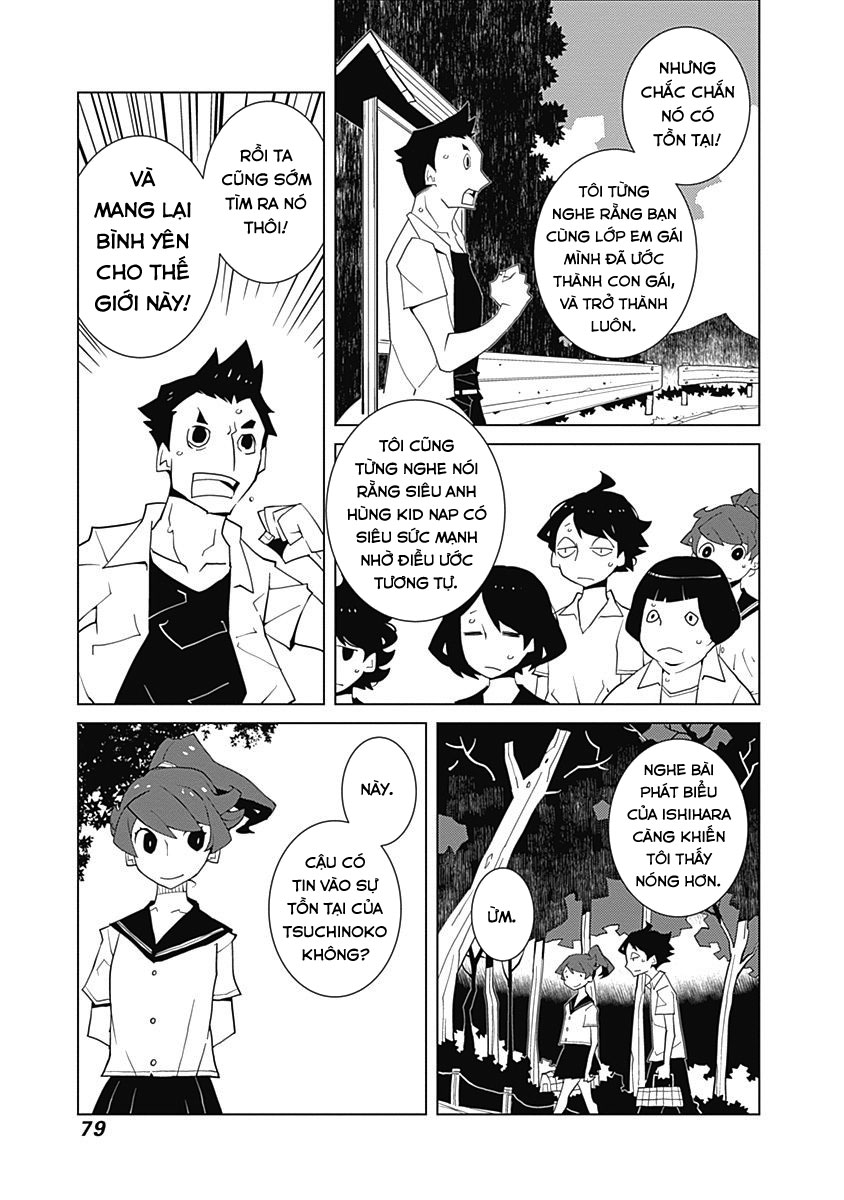 NHƯNG
CHẮC CHẮN
NÓ CÓ
TỒN TẠI!
TÔI TỪNG
NGHE RẰNG BẠN
CÙNG LỚP EM GÁI
MÌNH ĐÃ ƯỚC
THÀNH CON GÁI,
VÀ TRỞ THÀNH
LUÔN.
TÔI CŨNG
TỪNG NGHE NÓI
RẰNG SIÊU ANH
HÙNG KID NAP CÓ
SIÊU SỨC MẠNH
NHỜ ĐIỀU ƯỚC
TƯƠNG TỰ.
RỒI TA
CŨNG SỚM
TÌM RA NÓ
THÔI!
VÀ
MANG LẠI
BÌNH YÊN
CHO THẾ
GIỚI NÀY!
NGHE BÀI
PHÁT BIỂU
CỦA ISHIHARA
CÀNG KHIẾN
TÔI THẤY
NÓNG HƠN.
ỪM.
NÀY.
CẬU CÓ
TIN VÀO SỰ
TỒN TẠI CỦA
TSUCHINOKO
KHÔNG?
79